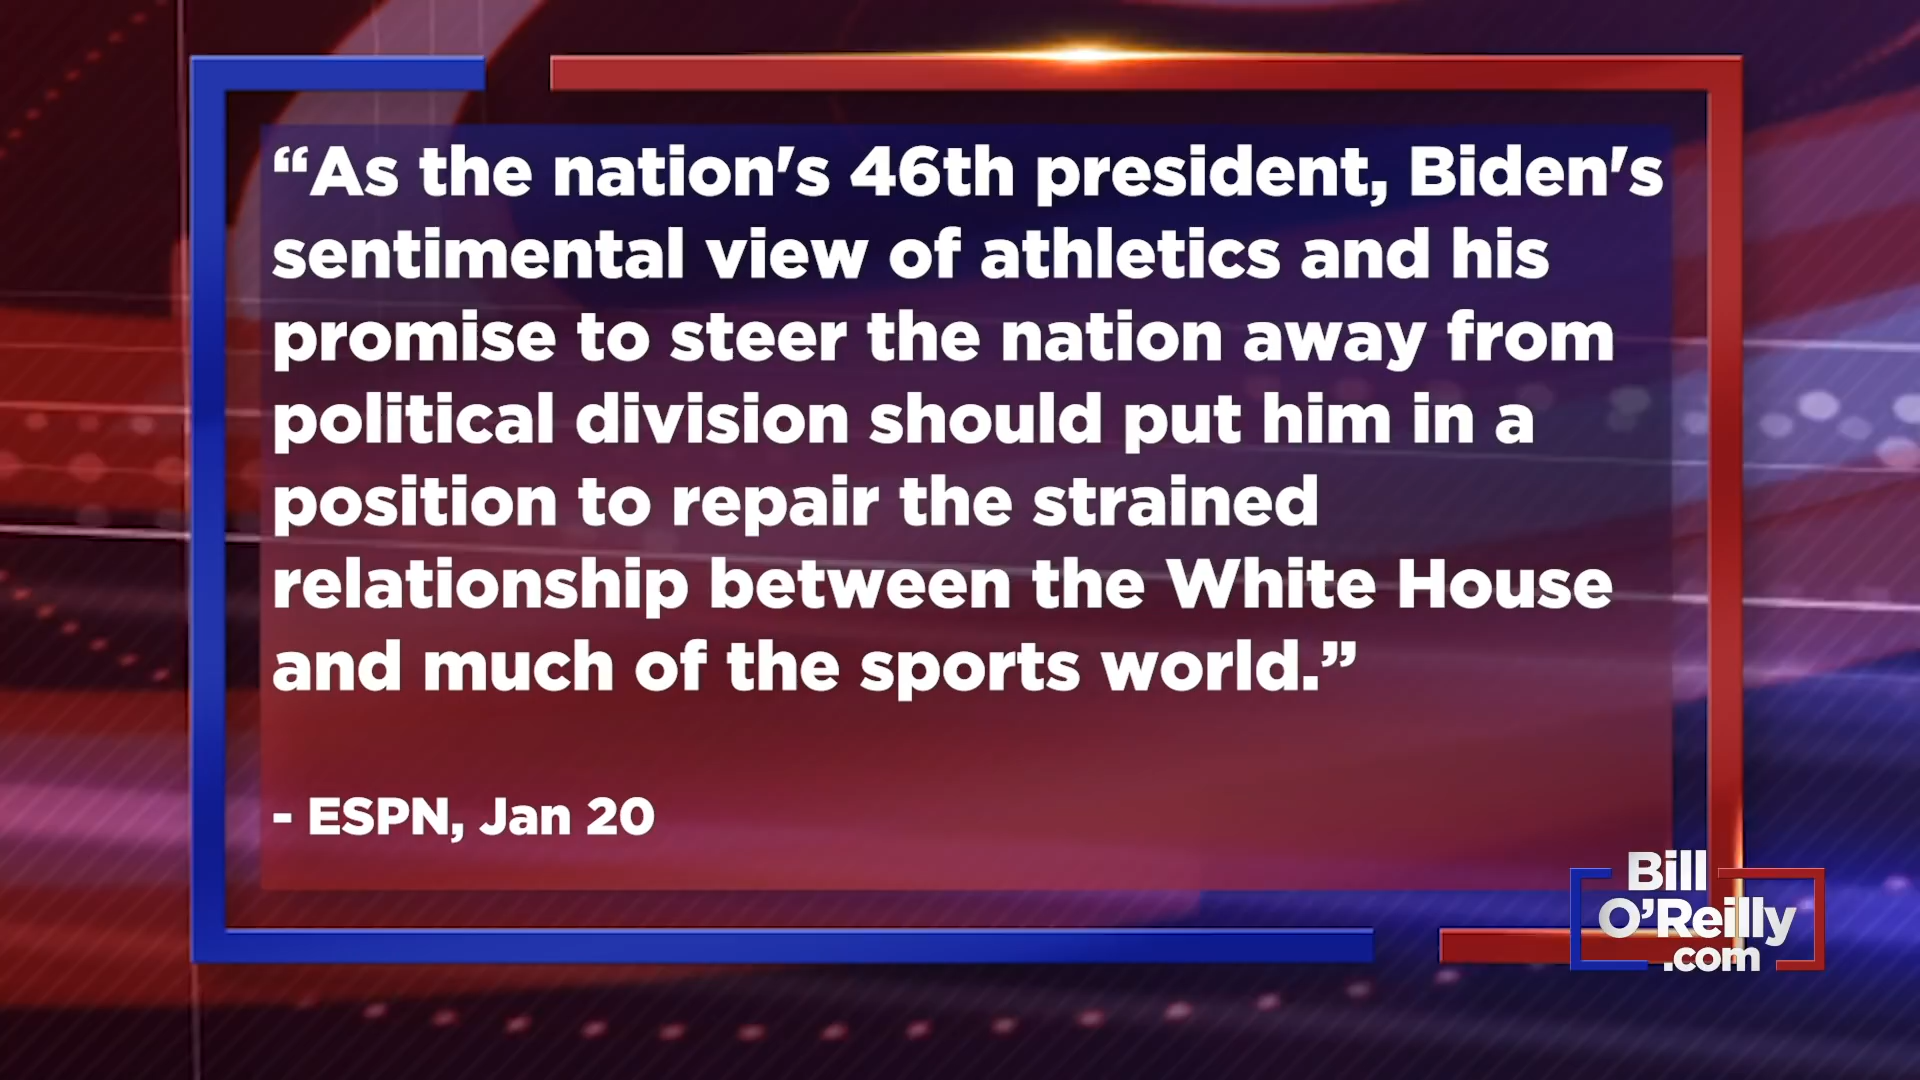 “As the nation's 46th president, Biden's
sentimental view of athletics and his
promise to steer the nation away from
political division should put him in a
position to repair the strained
relationship between the White House
and much of the sports world.”
- ESPN, Jan 20
Bill
O’Reilly
.com